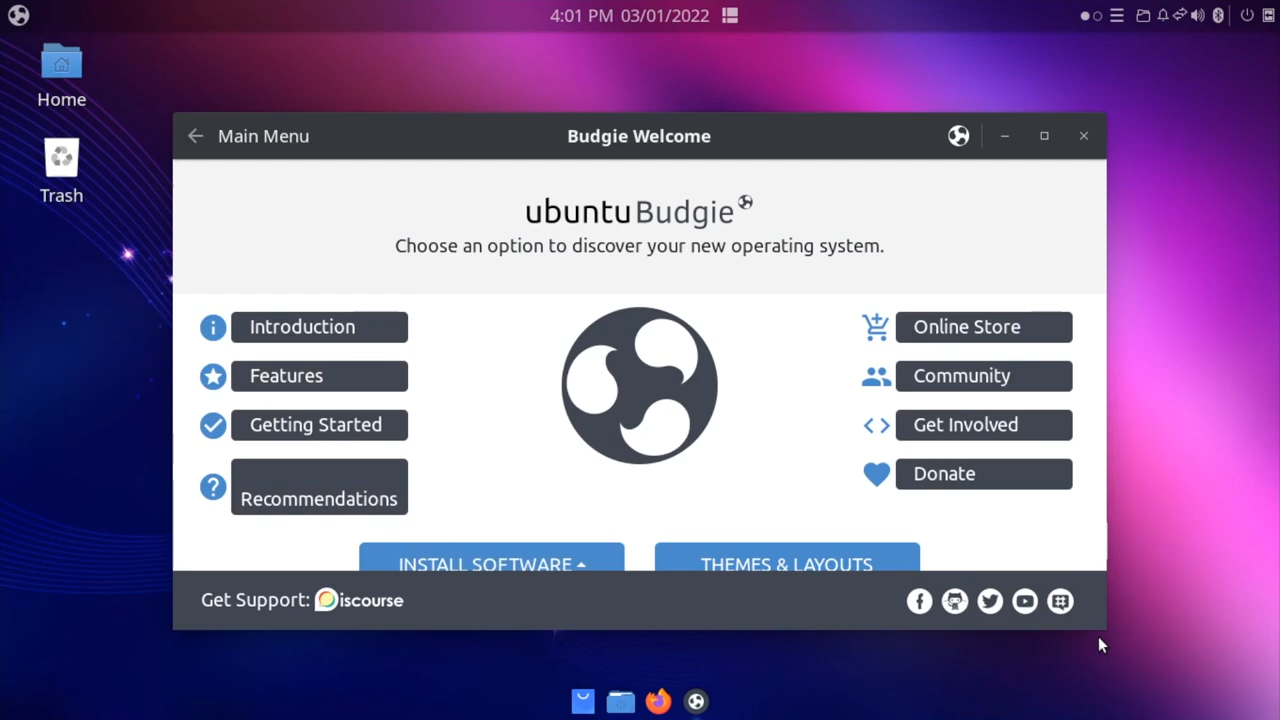 4:01 PM 03/01/2022
Home
Trash
Main Menu
Budgie Welcome
ubuntu Budgie
Choose an option to discover your new operating system.
Introduction
Features
Getting Started
Recommendations
Online Store
Community
Get Involved
Donate
INSTALL SOFTWARE
THEMES & LAYOUTS
Get Support: Discourse